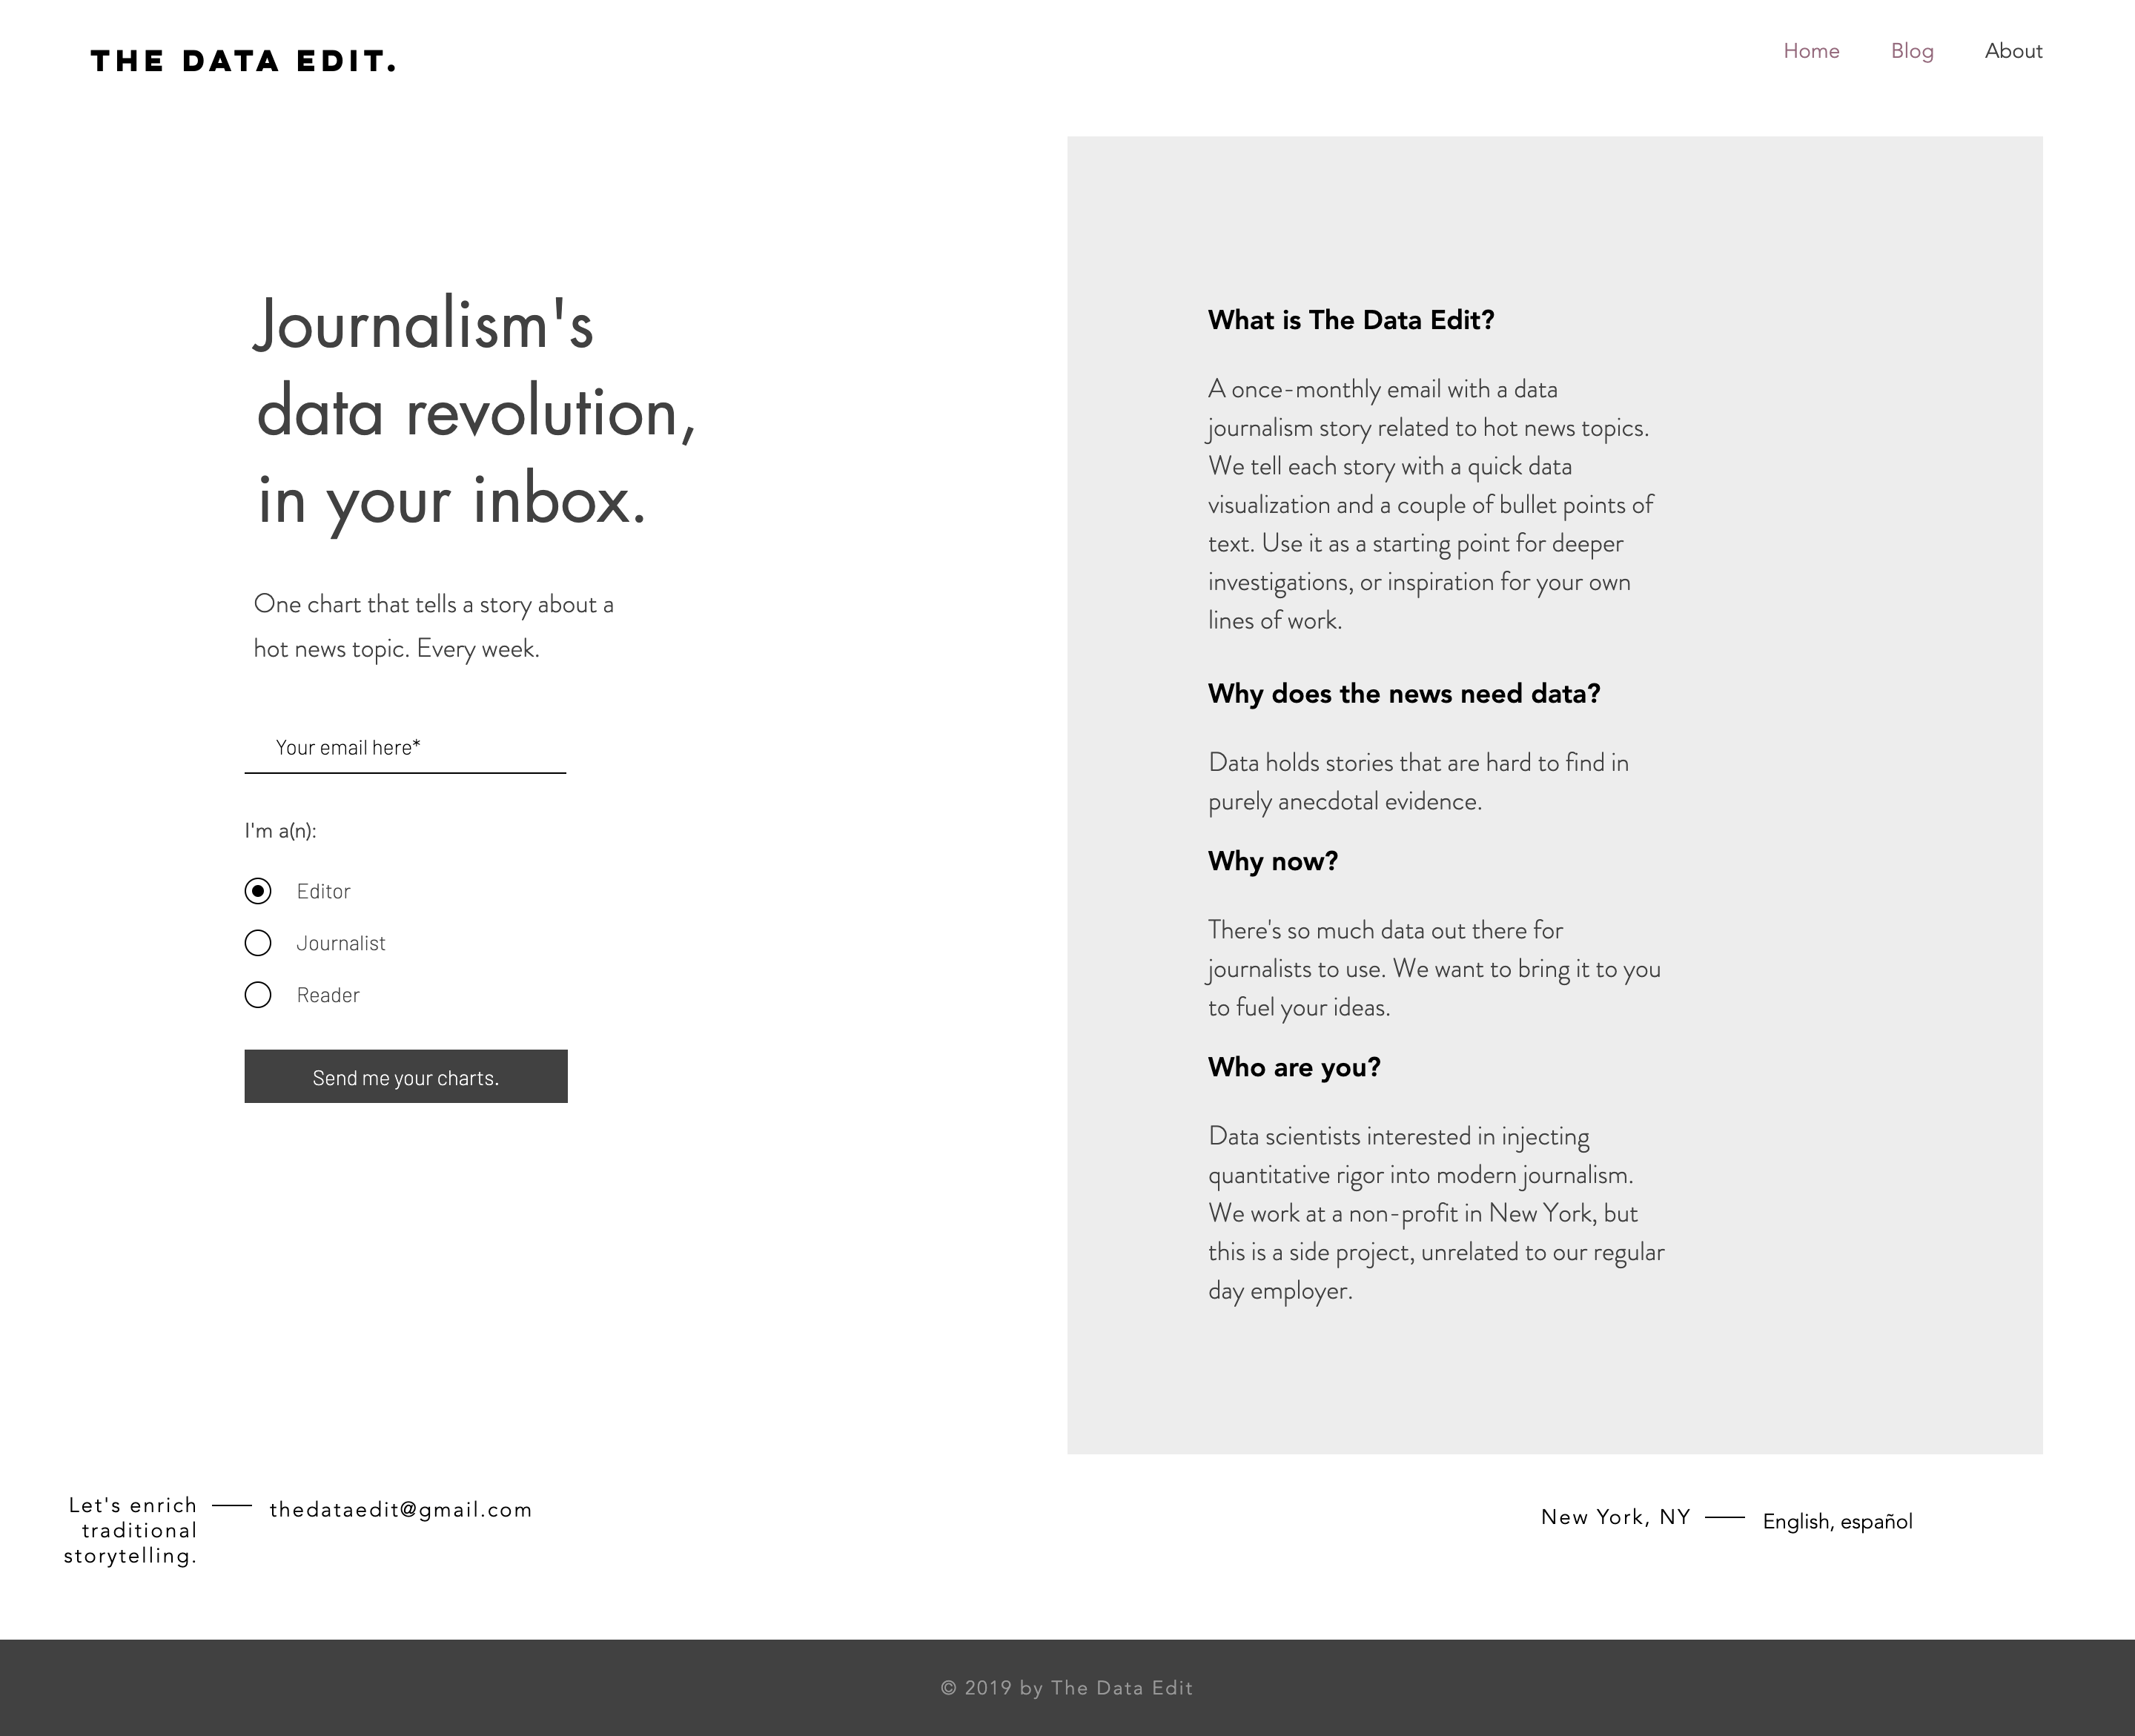 THE DATA EDIT.
Home
Blog
About
Journalism's
data revolution,
in your inbox.
One chart that tells a story about a
hot news topic. Every week.
Your email here*
I'm a(n):
Editor
Journalist
Reader
Send me your charts.
What is The Data Edit?
A once-monthly email with a data
journalism story related to hot news topics.
We tell each story with a quick data
visualization and a couple of bullet points of
text. Use it as a starting point for deeper
investigations, or inspiration for your own
lines of work.
Why does the news need data?
Data holds stories that are hard to find in
purely anecdotal evidence.
Why now?
There's so much data out there for
journalists to use. We want to bring it to you
to fuel your ideas.
Who are you?
Data scientists interested in injecting
quantitative rigor into modern journalism.
We work at a non-profit in New York, but
this is a side project, unrelated to our regular
day employer.
Let's enrich
traditional
storytelling.
thedataedit@gmail.com
New York, NY
English, español
© 2019 by The Data Edit